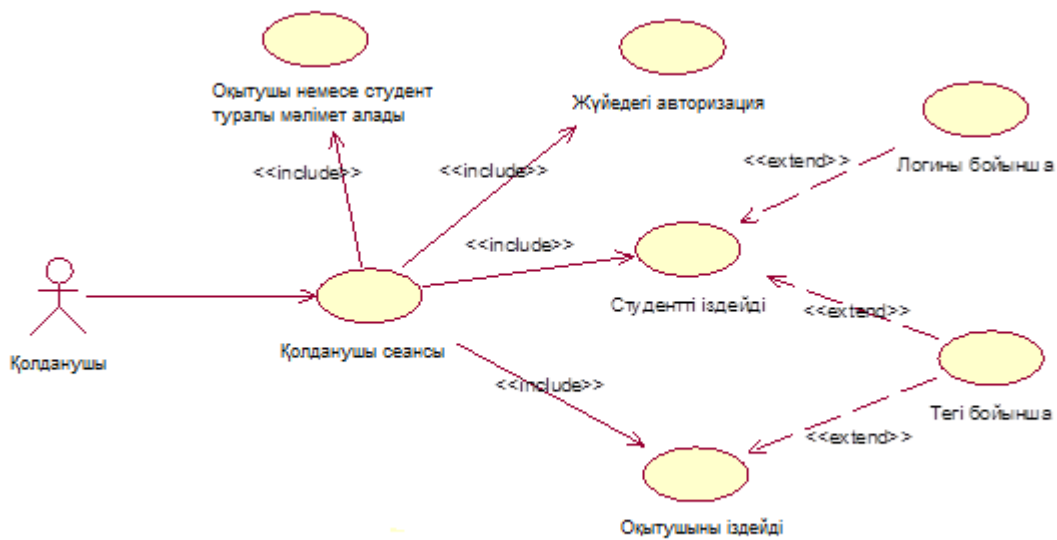 Оқытушы немесе студент
туралы мәлімет алады
Жүйедегі авторизация
<<include>>
<<include>>
<<extend>>
Логины бойынша
<<include>>
Студентті іздейді
<<extend>>
Қолданушы
Қолданушы сеансы
<<include>>
Тегі бойынша
<<extend>>
Оқытушыны іздейді